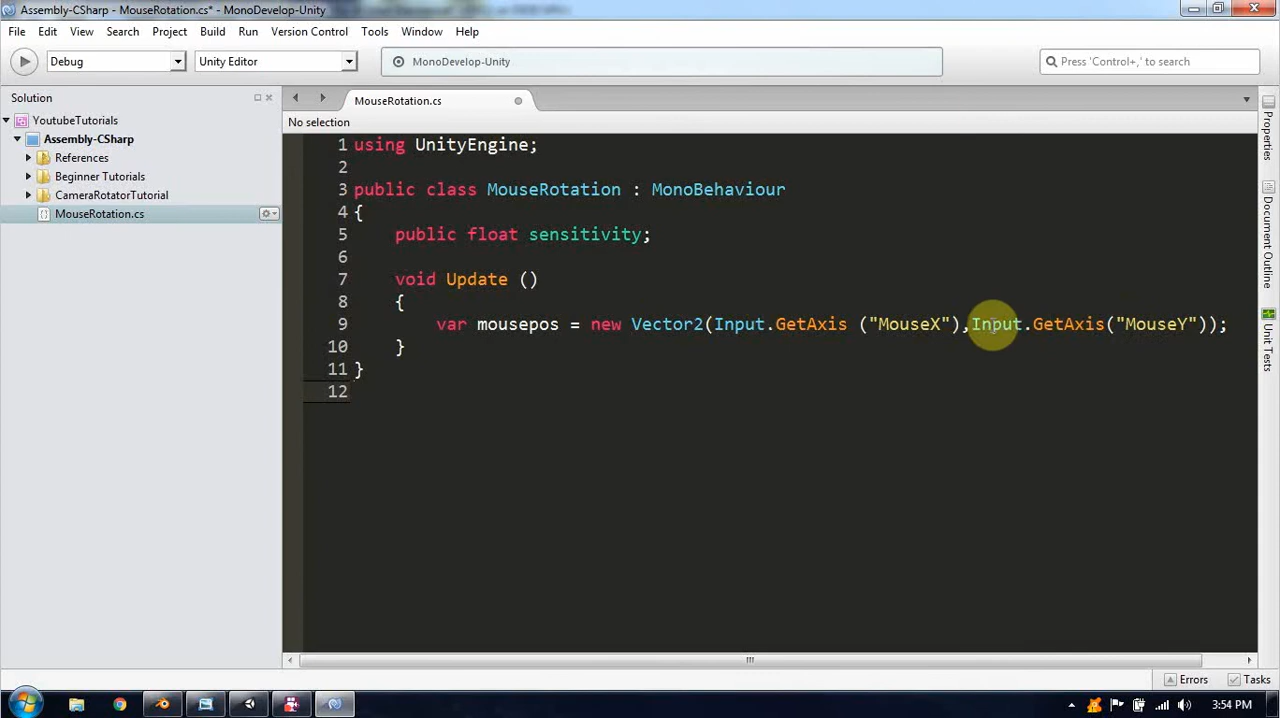 Assembly-CSharp - MouseRotation.cs* - MonoDevelop-Unity
File Edit View Search Project Build Run Version Control Tools Window Help
Debug Unity Editor MonoDevelop-Unity Press 'Control+,' to search
Solution
YoutubeTutorials
Assembly-CSharp
References
Beginner Tutorials
CameraRotatorTutorial
MouseRotation.cs
MouseRotation.cs
No selection
1 using UnityEngine;
2
3 public class MouseRotation : MonoBehaviour
4 {
5 public float sensitivity;
6
7 void Update ()
8 {
9 var mousepos = new Vector2(Input.GetAxis ("MouseX"),Input.GetAxis("MouseY"));
10 }
11 }
12
Properties
Document Outline
Unit Tests
Errors Tasks
3:54 PM